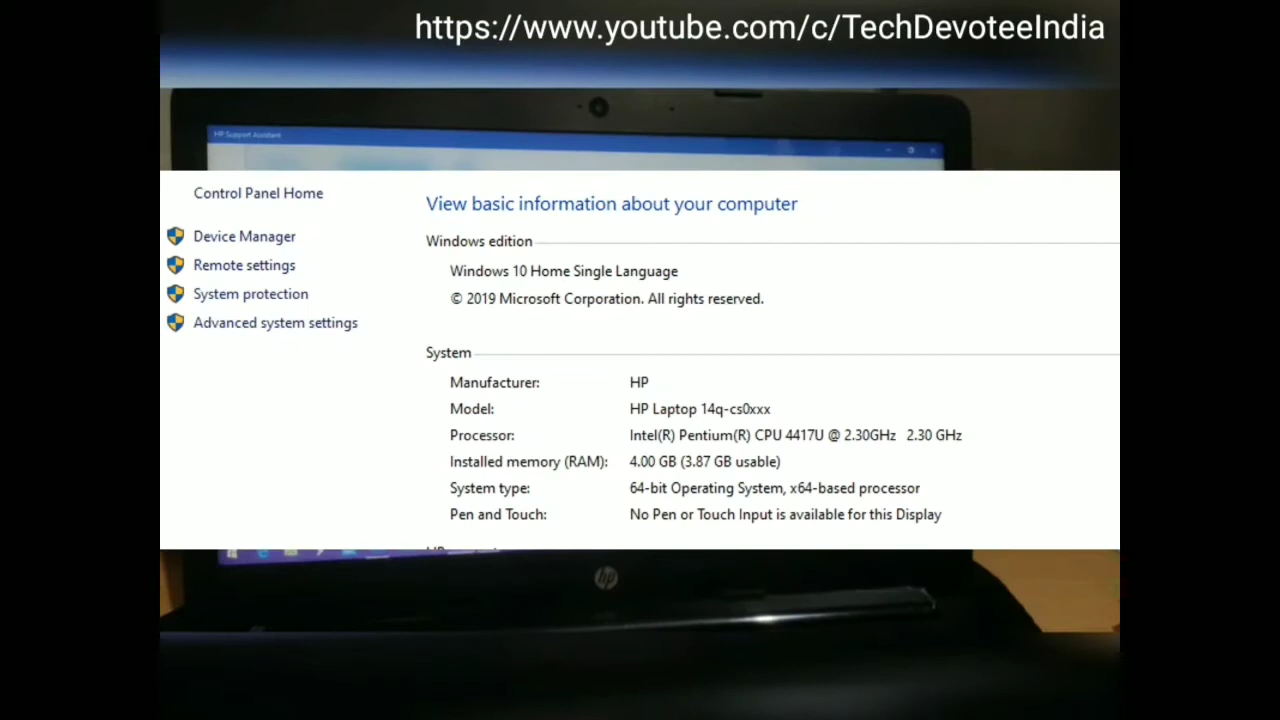 https://www.youtube.com/c/TechDevoteeIndia
HP Support Assistant
Control Panel Home
Device Manager
Remote settings
System protection
Advanced system settings
View basic information about your computer
Windows edition
Windows 10 Home Single Language
© 2019 Microsoft Corporation. All rights reserved.
System
Manufacturer: HP
Model: HP Laptop 14q-cs0xxx
Processor: Intel(R) Pentium(R) CPU 4417U @ 2.30GHz 2.30 GHz
Installed memory (RAM): 4.00 GB (3.87 GB usable)
System type: 64-bit Operating System, x64-based processor
Pen and Touch: No Pen or Touch Input is available for this Display
hp